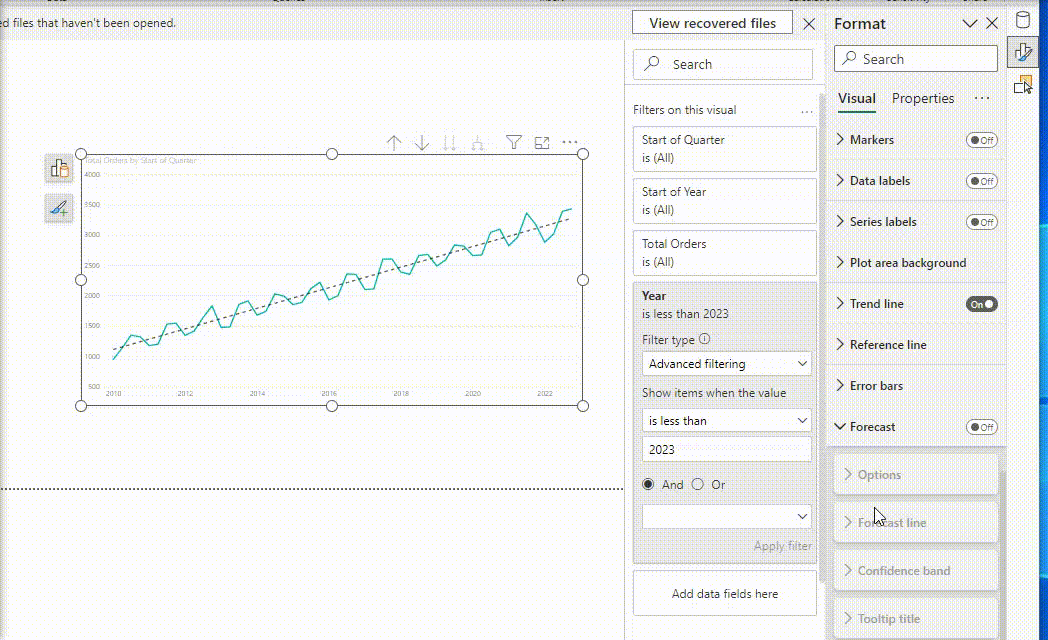 ed files that haven't been opened.
View recovered files
Format
Search
Search
Visual
Properties
Filters on this visual
Start of Quarter
is (All)
Start of Year
is (All)
Total Orders
is (All)
Year
is less than 2023
Filter type
Advanced filtering
Show items when the value
is less than
2023
And
Or
Apply filter
Add data fields here
Total Orders by Start of Quarter
4000
3500
3000
2500
2000
1500
1000
500
2010
2012
2014
2016
2018
2020
2022
Markers
Off
Data labels
Off
Series labels
Off
Plot area background
Trend line
On
Reference line
Error bars
Forecast
Off
Options
Forecast line
Confidence band
Tooltip title